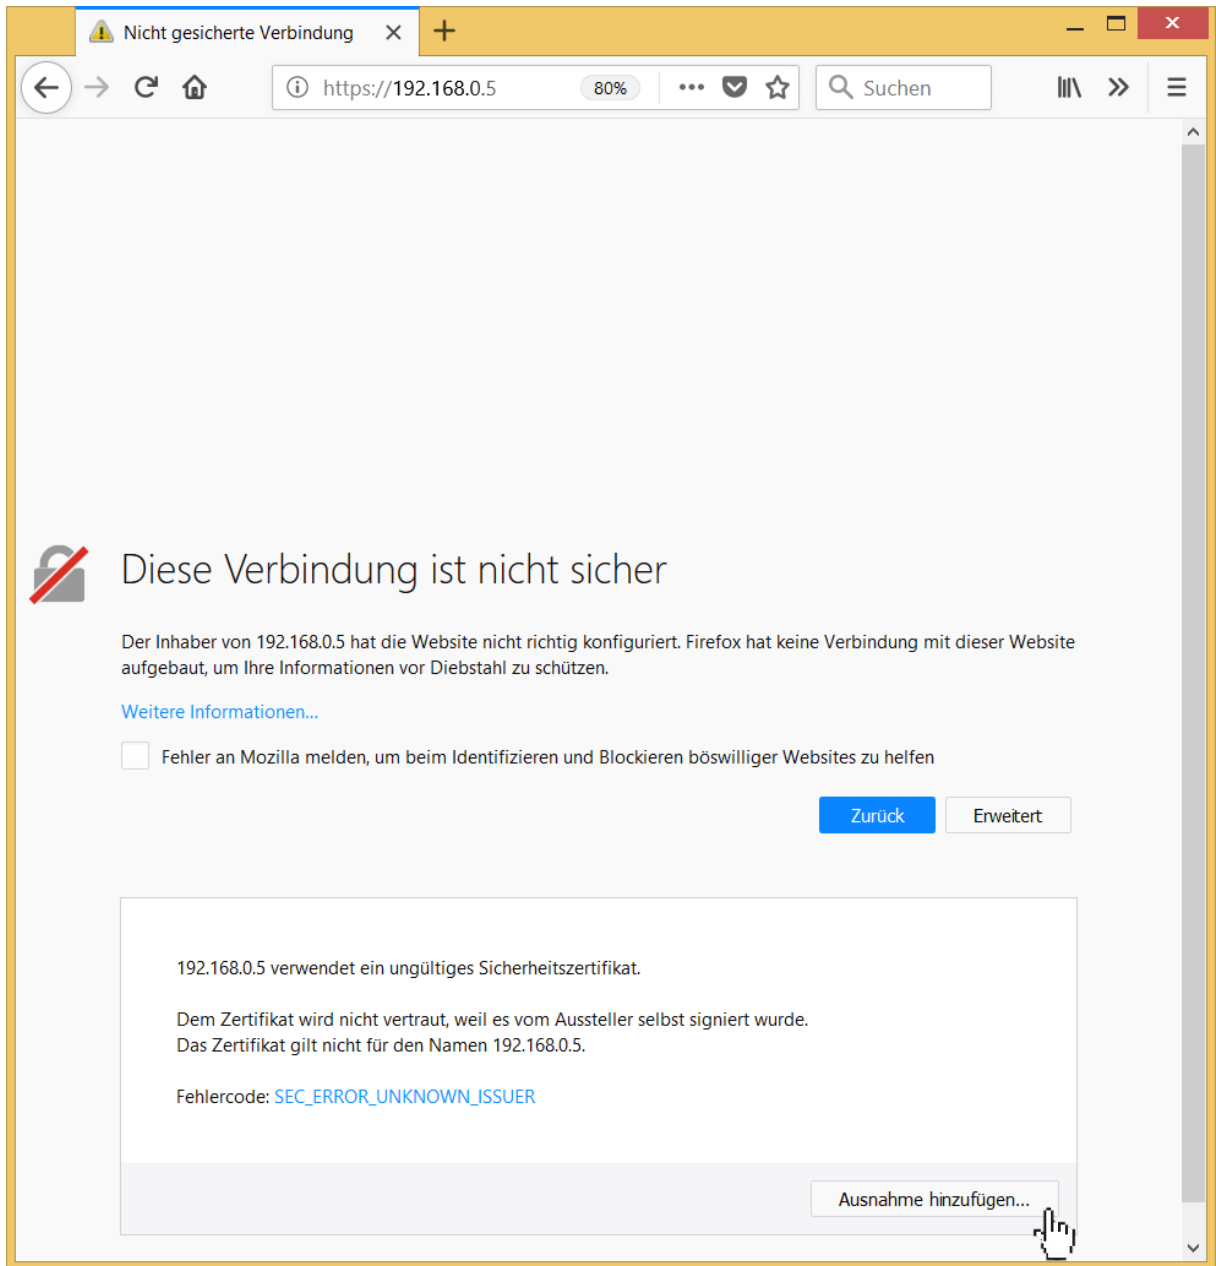 Nicht gesicherte Verbindung
https://192.168.0.5 80% Suchen
Diese Verbindung ist nicht sicher
Der Inhaber von 192.168.0.5 hat die Website nicht richtig konfiguriert. Firefox hat keine Verbindung mit dieser Website
aufgebaut, um Ihre Informationen vor Diebstahl zu schützen.
Weitere Informationen...
Fehler an Mozilla melden, um beim Identifizieren und Blockieren böswilliger Websites zu helfen
Zurück Erweitert
192.168.0.5 verwendet ein ungültiges Sicherheitszertifikat.
Dem Zertifikat wird nicht vertraut, weil es vom Aussteller selbst signiert wurde.
Das Zertifikat gilt nicht für den Namen 192.168.0.5.
Fehlercode: SEC_ERROR_UNKNOWN_ISSUER
Ausnahme hinzufügen...